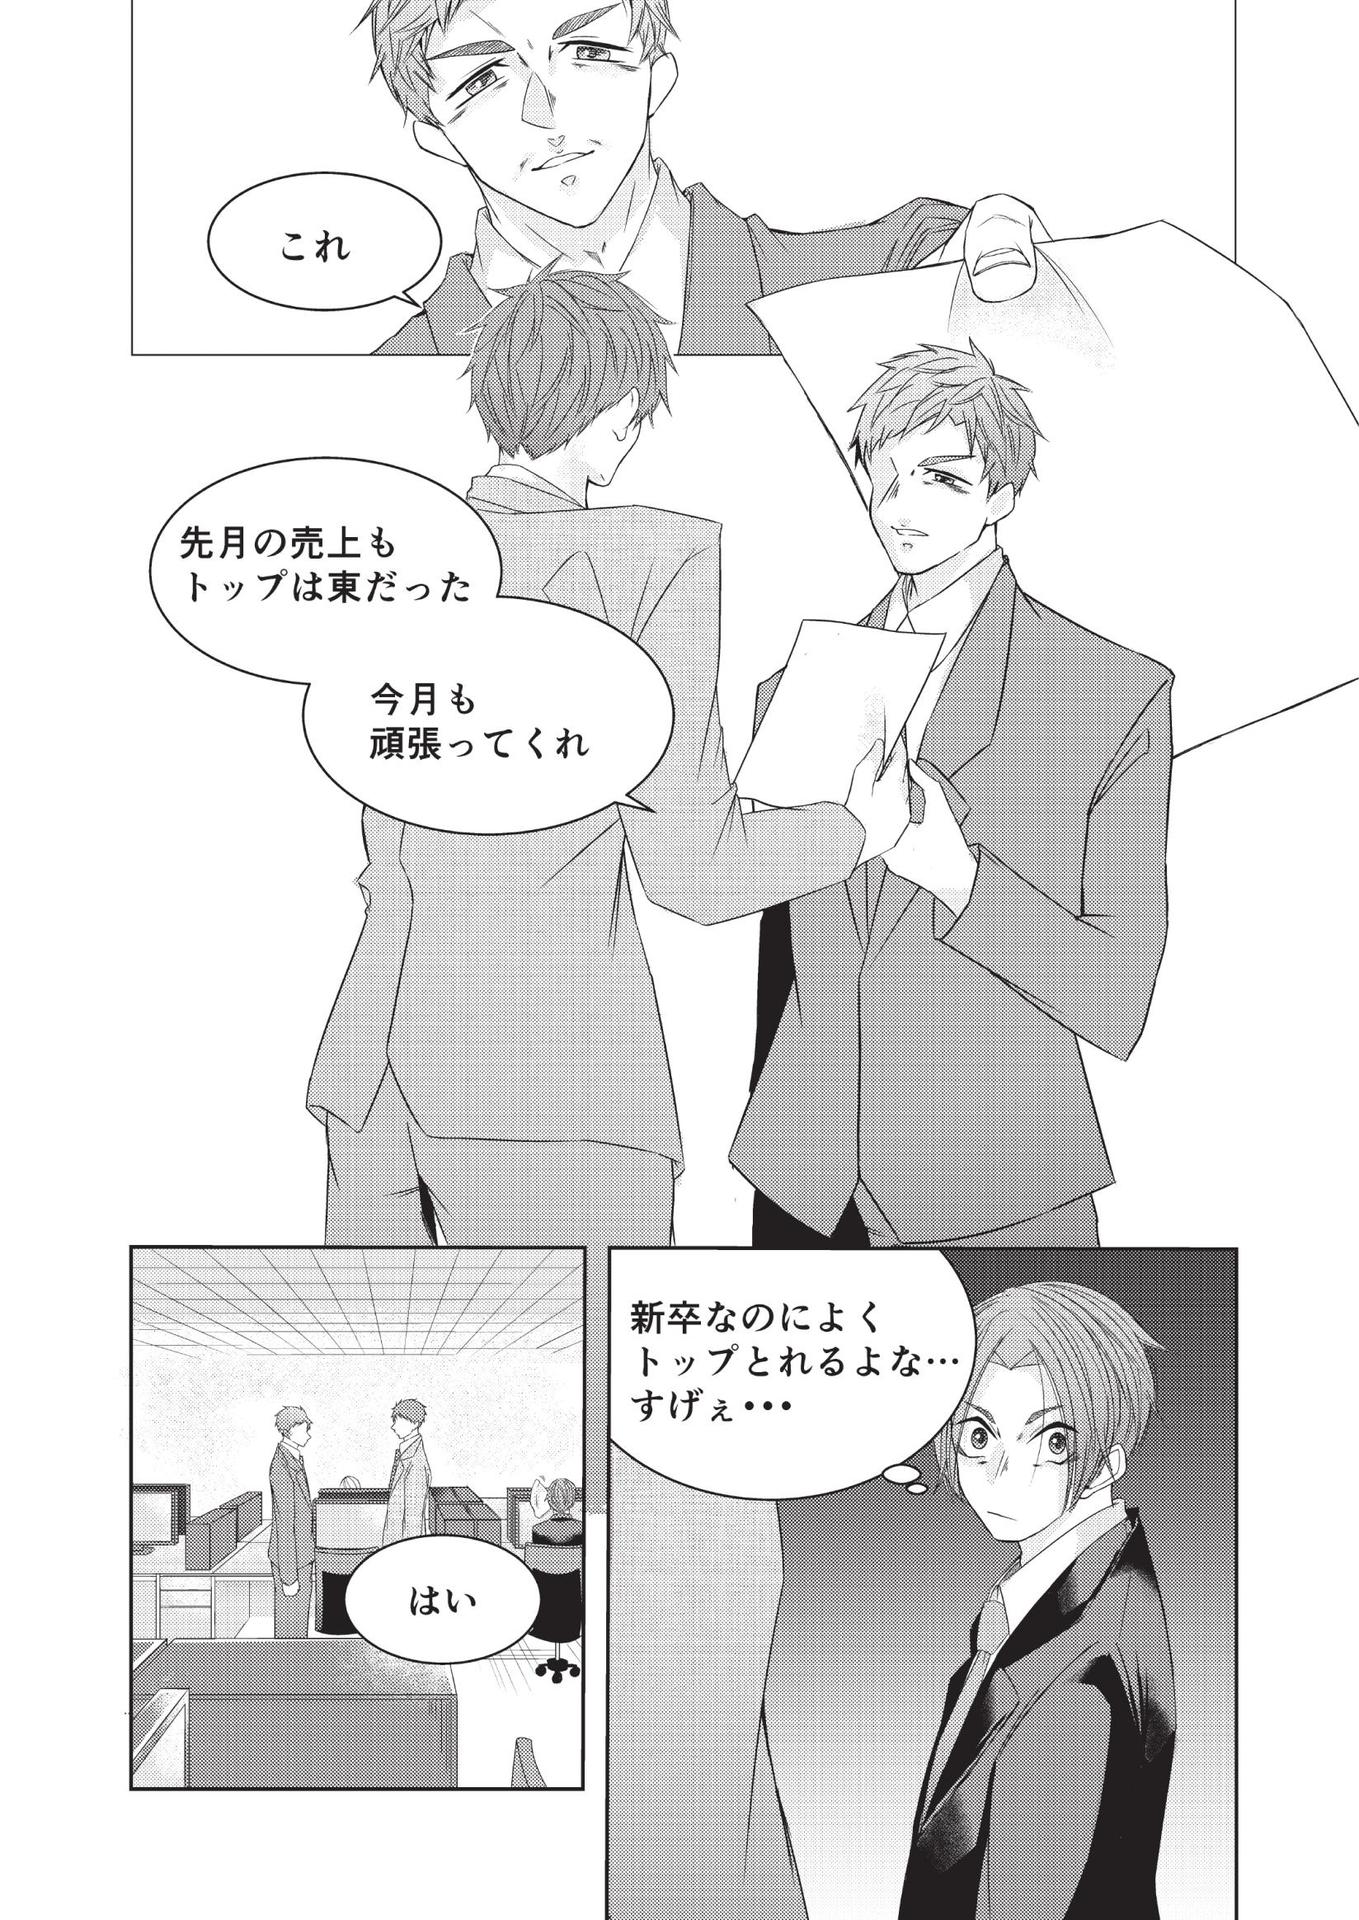 これ
先月の売上も
トップは東だった
今月も
頑張ってくれ
新卒なのによく
トップとれるよな…
すげぇ・・・
はい